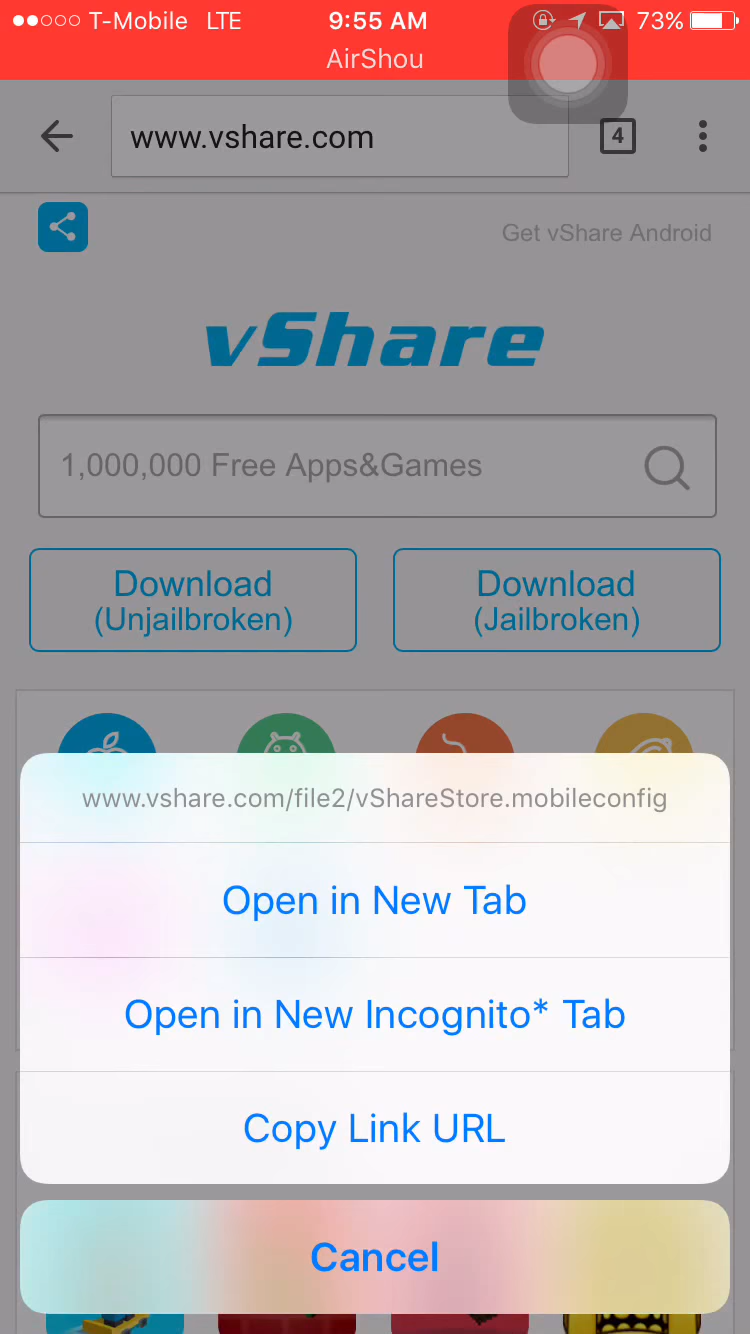 T-Mobile LTE 9:55 AM 73%
AirShou
www.vshare.com 4
Get vShare Android
vShare
1,000,000 Free Apps&Games
Download Download
(Unjailbroken) (Jailbroken)
www.vshare.com/file2/vShareStore.mobileconfig
Open in New Tab
Open in New Incognito* Tab
Copy Link URL
Cancel